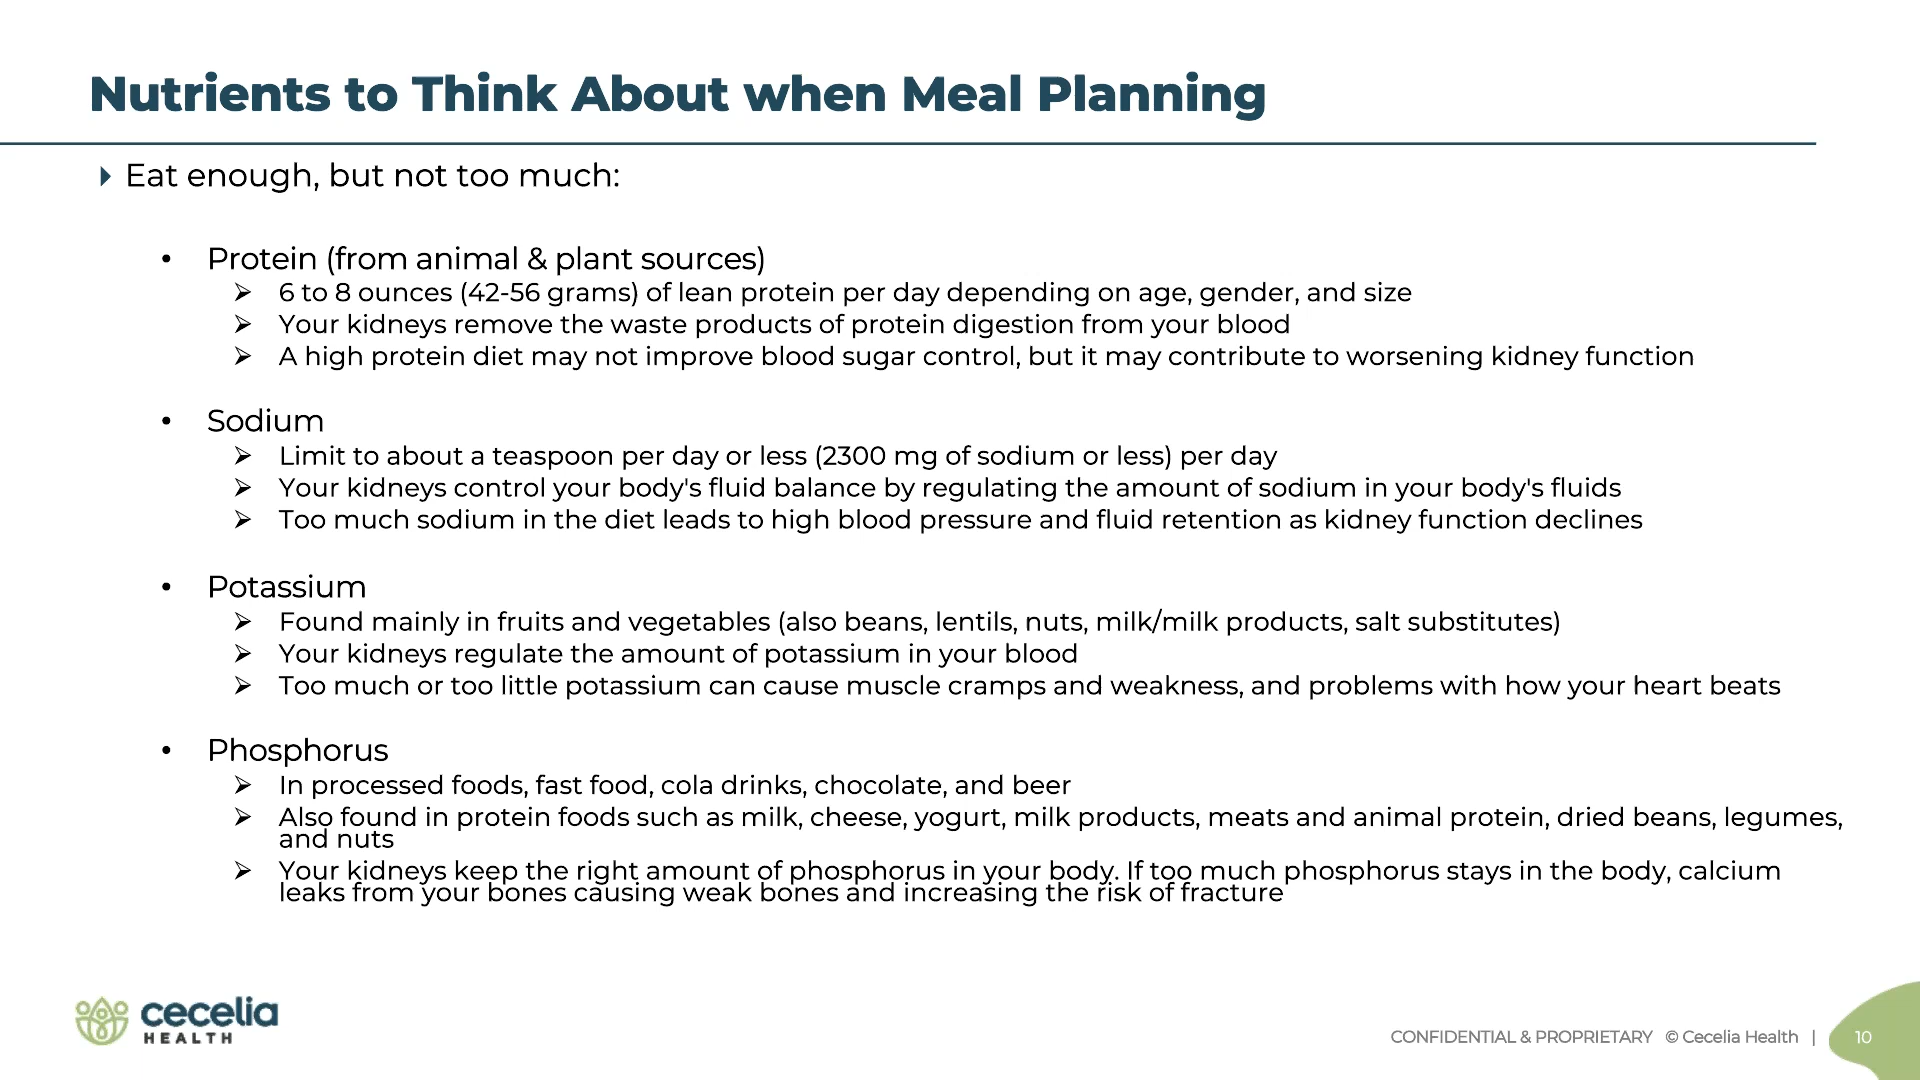 Nutrients to Think About when Meal Planning
Eat enough, but not too much:
• Protein (from animal & plant sources)
➢ 6 to 8 ounces (42-56 grams) of lean protein per day depending on age, gender, and size
➢ Your kidneys remove the waste products of protein digestion from your blood
➢ A high protein diet may not improve blood sugar control, but it may contribute to worsening kidney function
• Sodium
➢ Limit to about a teaspoon per day or less (2300 mg of sodium or less) per day
➢ Your kidneys control your body's fluid balance by regulating the amount of sodium in your body's fluids
➢ Too much sodium in the diet leads to high blood pressure and fluid retention as kidney function declines
• Potassium
➢ Found mainly in fruits and vegetables (also beans, lentils, nuts, milk/milk products, salt substitutes)
➢ Your kidneys regulate the amount of potassium in your blood
➢ Too much or too little potassium can cause muscle cramps and weakness, and problems with how your heart beats
• Phosphorus
➢ In processed foods, fast food, cola drinks, chocolate, and beer
➢ Also found in protein foods such as milk, cheese, yogurt, milk products, meats and animal protein, dried beans, legumes,
and nuts
➢ Your kidneys keep the right amount of phosphorus in your body. If too much phosphorus stays in the body, calcium
leaks from your bones causing weak bones and increasing the risk of fracture
cecelia
HEALTH
CONFIDENTIAL & PROPRIETARY © Cecelia Health | 10